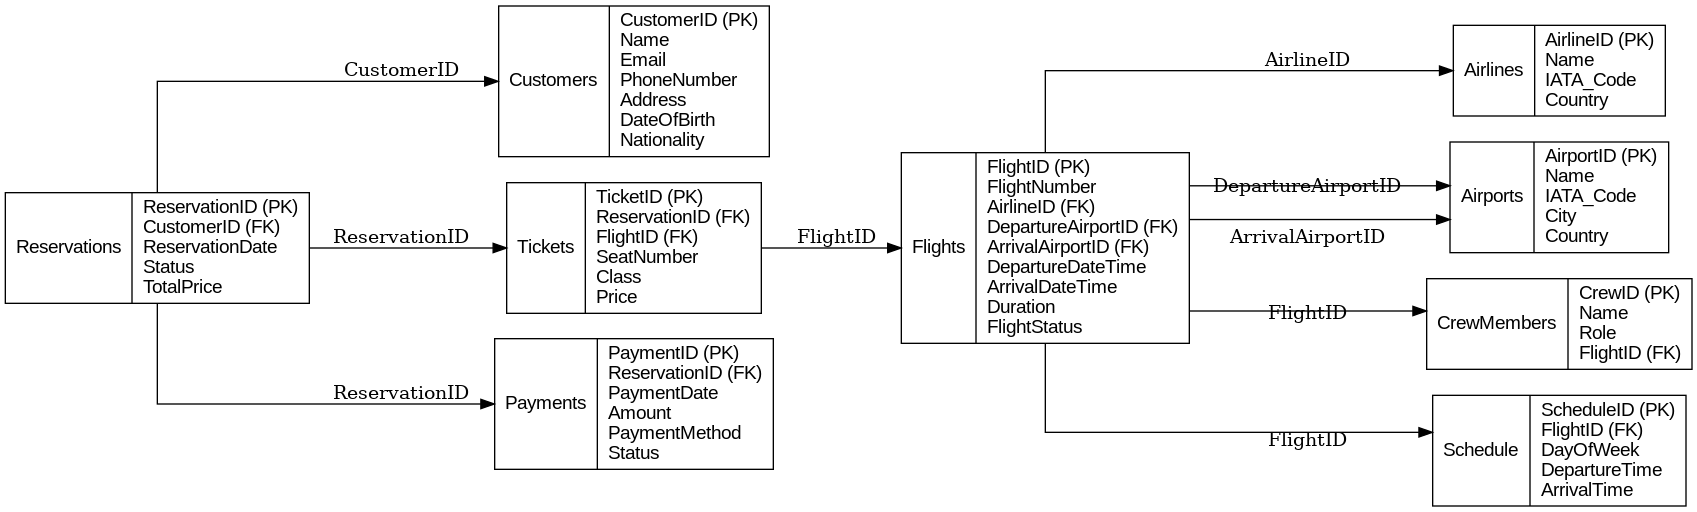 Reservations
ReservationID (PK)
CustomerID (FK)
ReservationDate
Status
TotalPrice
CustomerID
ReservationID
ReservationID
Customers
CustomerID (PK)
Name
Email
PhoneNumber
Address
DateOfBirth
Nationality
Tickets
TicketID (PK)
ReservationID (FK)
FlightID (FK)
SeatNumber
Class
Price
Payments
PaymentID (PK)
ReservationID (FK)
PaymentDate
Amount
PaymentMethod
Status
FlightID
Flights
FlightID (PK)
FlightNumber
AirlineID (FK)
DepartureAirportID (FK)
ArrivalAirportID (FK)
DepartureDateTime
ArrivalDateTime
Duration
FlightStatus
AirlineID
DepartureAirportID
ArrivalAirportID
FlightID
FlightID
Airlines
AirlineID (PK)
Name
IATA_Code
Country
Airports
AirportID (PK)
Name
IATA_Code
City
Country
CrewMembers
CrewID (PK)
Name
Role
FlightID (FK)
Schedule
ScheduleID (PK)
FlightID (FK)
DayOfWeek
DepartureTime
ArrivalTime